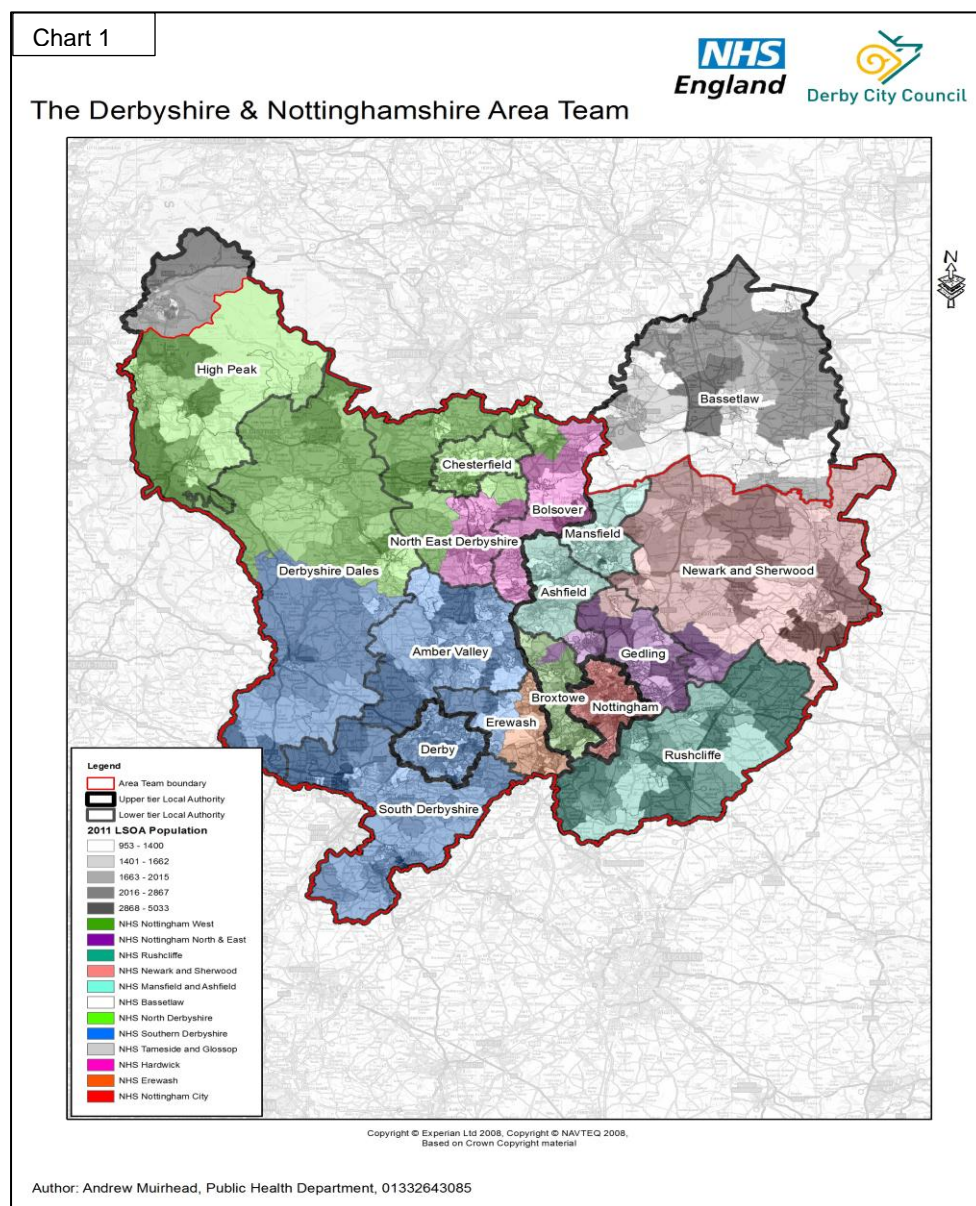 Chart 1
NHS
England
Derby City Council
The Derbyshire & Nottinghamshire Area Team
N
High Peak
Bassletlaw
Chesterfield
Bolsover
North East Derbyshire
Mansfield
Derbyshire Dales
Newark and Sherwood
Ashfield
Amber Valley
Gedling
Broxtowe
Nottingham
Erewash
Derby
Rushcliffe
South Derbyshire
Legend
Area Team boundary
Upper tier Local Authority
Lower tier Local Authority
2011 LSOA Population
953 - 1400
1401 - 1662
1663 - 2015
2016 - 2867
2868 - 5033
NHS Nottingham West
NHS Nottingham North & East
NHS Rushcliffe
NHS Newark and Sherwood
NHS Mansfield and Ashfield
NHS Bassetlaw
NHS North Derbyshire
NHS Southern Derbyshire
NHS Tameside and Glossop
NHS Hardwick
NHS Erewash
NHS Nottingham City
Copyright © Experian Ltd 2008, Copyright © NAVTEQ 2008,
Based on Crown Copyright material
Author: Andrew Muirhead, Public Health Department, 01332643085